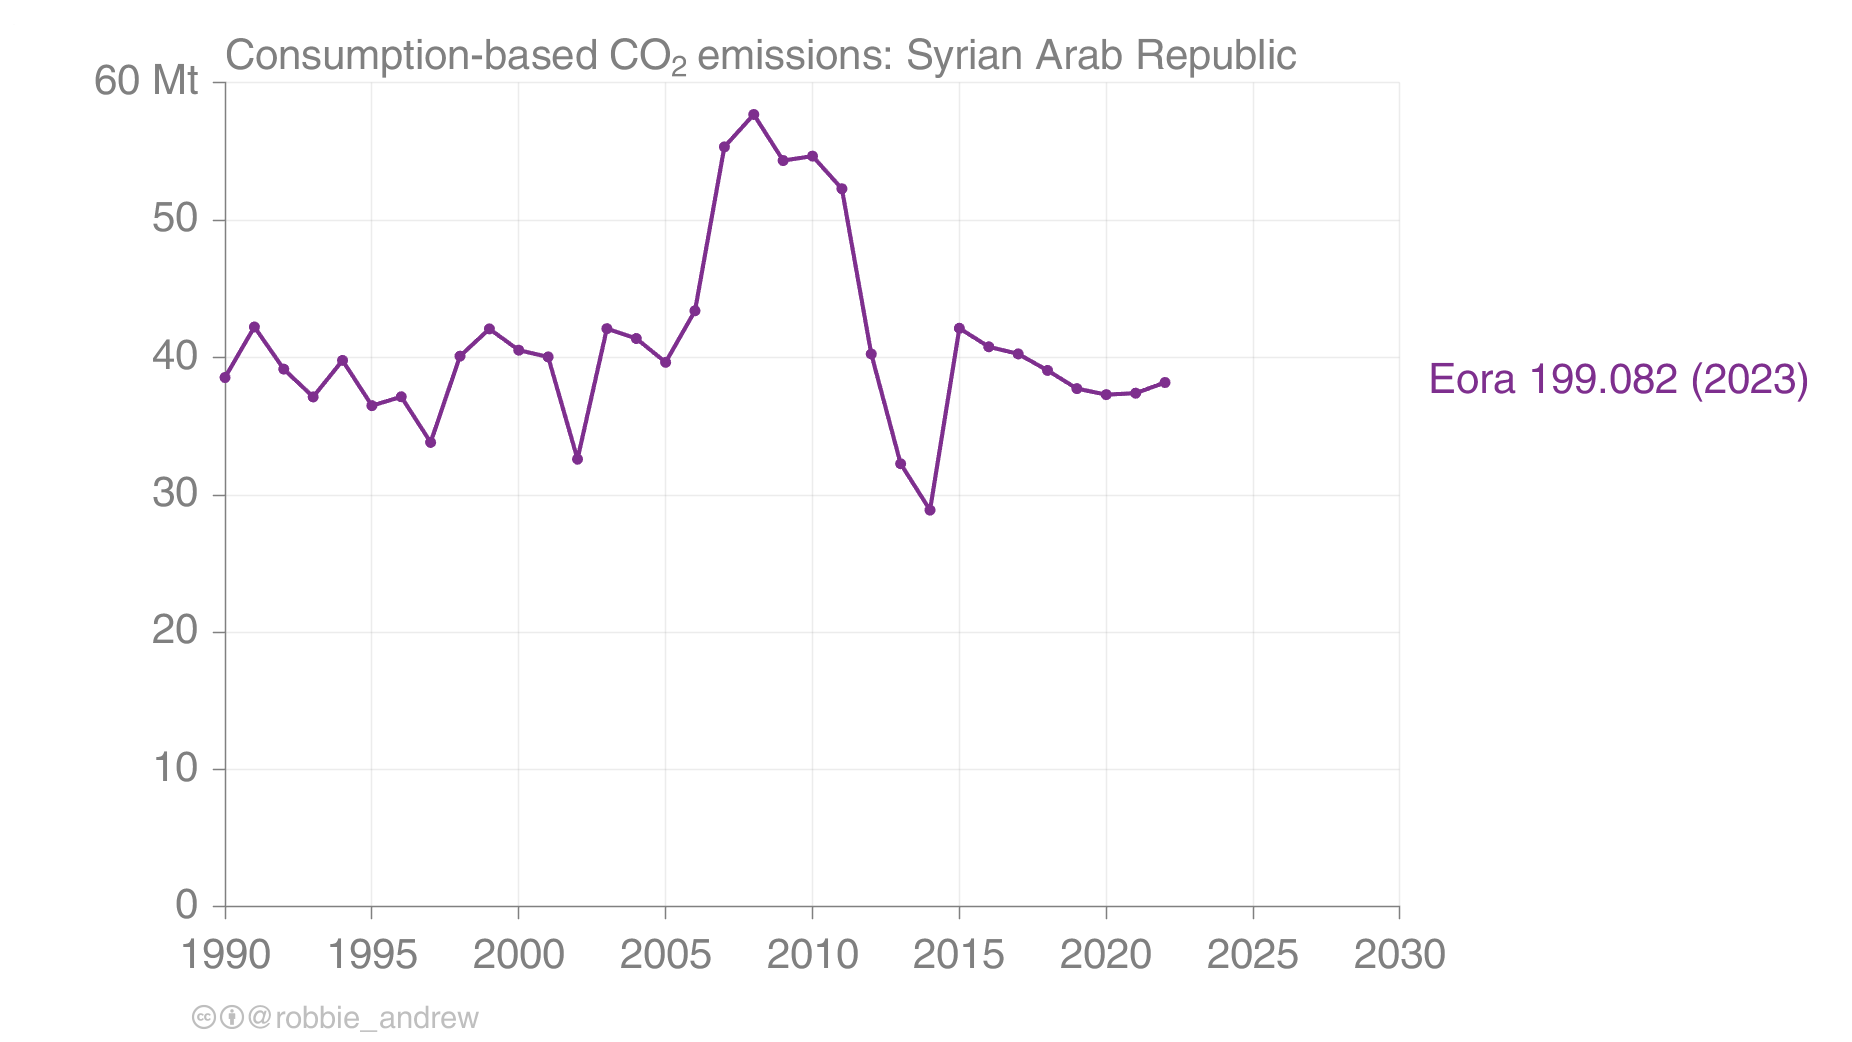 Consumption-based CO₂ emissions: Syrian Arab Republic
60 Mt
50
40
30
20
10
0
1990 1995 2000 2005 2010 2015 2020 2025 2030
Eora 199.082 (2023)
cc @robbie_andrew